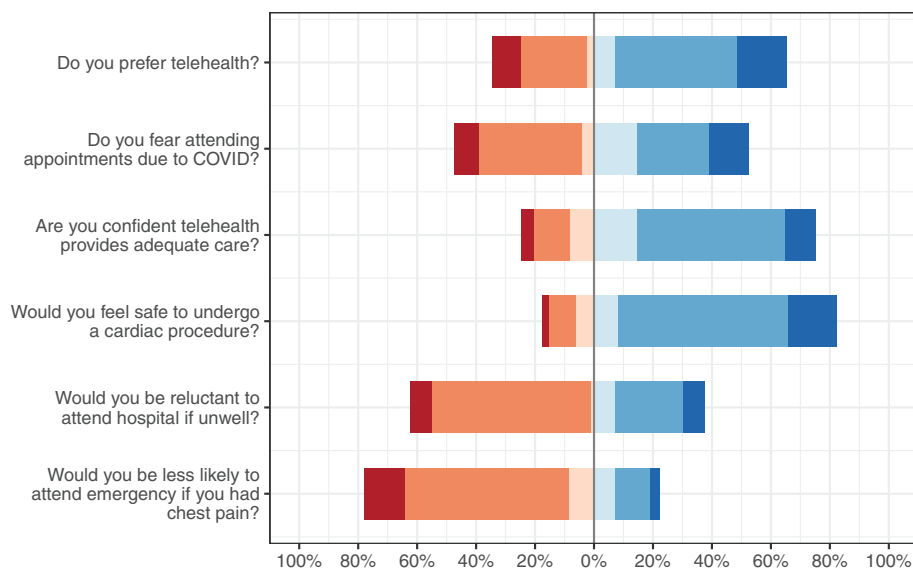 Do you prefer telehealth?
Do you fear attending
appointments due to COVID?
Are you confident telehealth
provides adequate care?
Would you feel safe to undergo
a cardiac procedure?
Would you be reluctant to
attend hospital if unwell?
Would you be less likely to
attend emergency if you had
chest pain?
100% 80% 60% 40% 20% 0% 20% 40% 60% 80% 100%